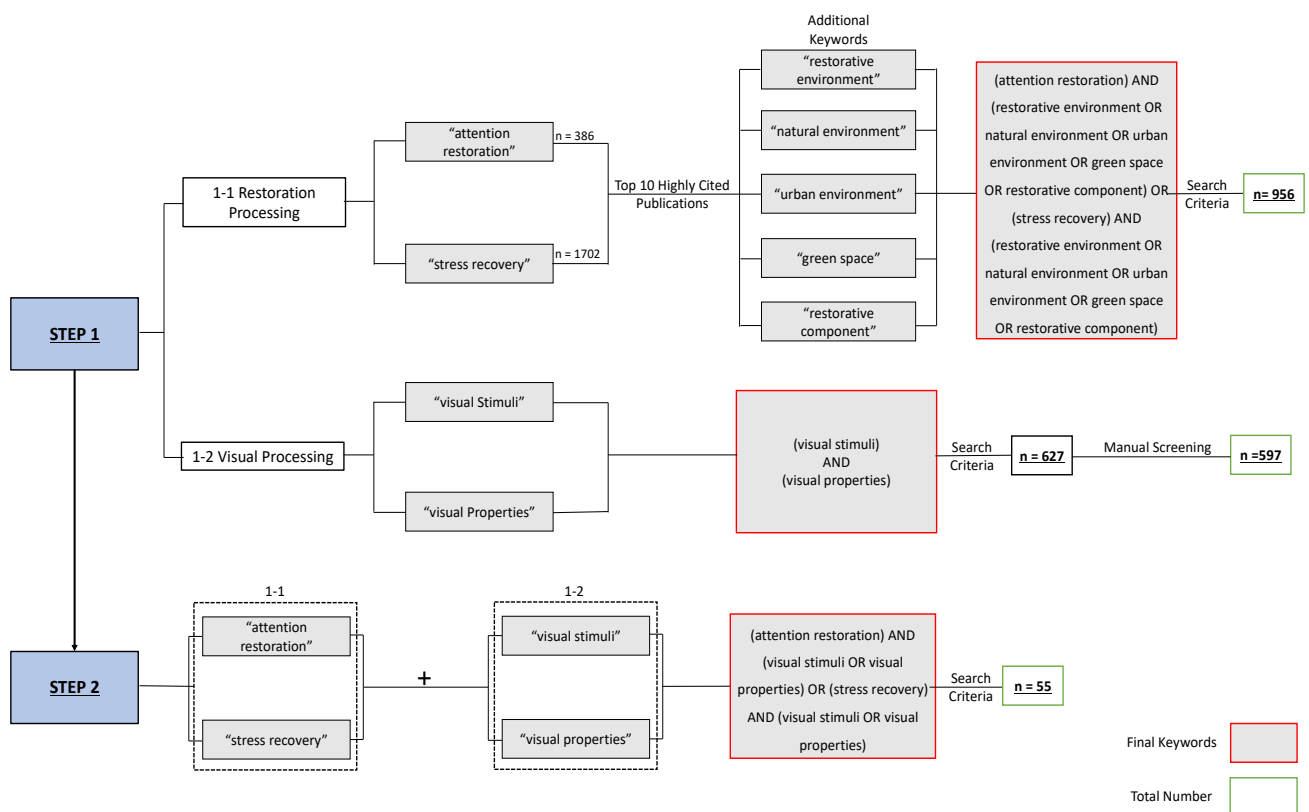 Additional
Keywords
“restorative
environment”
“natural environment”
“urban environment”
“green space”
“restorative
component”
“attention
restoration”
n = 386
“stress recovery”
n = 1702
1-1 Restoration
Processing
Top 10 Highly Cited
Publications
(attention restoration) AND
(restorative environment OR
natural environment OR urban
environment OR green space
OR restorative component) OR
(stress recovery) AND
(restorative environment OR
natural environment OR urban
environment OR green space
OR restorative component)
Search
Criteria
n= 956
STEP 1
1-2 Visual Processing
“visual Stimuli”
“visual Properties”
(visual stimuli)
AND
(visual properties)
Search
Criteria
n = 627
Manual Screening
n =597
STEP 2
1-1
“attention
restoration”
“stress recovery”
+
1-2
“visual stimuli”
“visual properties”
(attention restoration) AND
(visual stimuli OR visual
properties) OR (stress recovery)
AND (visual stimuli OR visual
properties)
Search
Criteria
n = 55
Final Keywords
Total Number